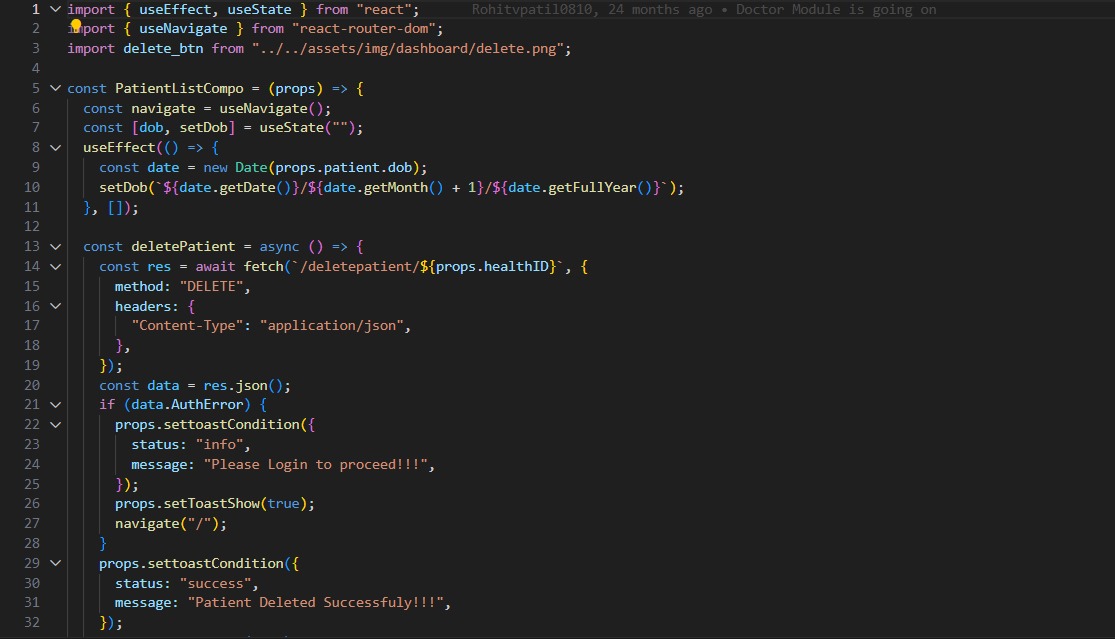 1 import { useEffect, useState } from "react"; Rohitvpatil0810, 24 months ago • Doctor Module is going on
2 import { useNavigate } from "react-router-dom";
3 import delete_btn from "../../assets/img/dashboard/delete.png";
4
5 const PatientListCompo = (props) => {
6 const navigate = useNavigate();
7 const [dob, setDob] = useState("");
8 useEffect(() => {
9 const date = new Date(props.patient.dob);
10 setDob(`${date.getDate()}/${date.getMonth() + 1}/${date.getFullYear()}`);
11 }, []);
12
13 const deletePatient = async () => {
14 const res = await fetch(`/deletepatient/${props.healthID}`, {
15 method: "DELETE",
16 headers: {
17 "Content-Type": "application/json",
18 },
19 });
20 const data = res.json();
21 if (data.AuthError) {
22 props.settoastCondition({
23 status: "info",
24 message: "Please Login to proceed!!!",
25 });
26 props.setToastShow(true);
27 navigate("/");
28 }
29 props.settoastCondition({
30 status: "success",
31 message: "Patient Deleted Successfuly!!!",
32 });